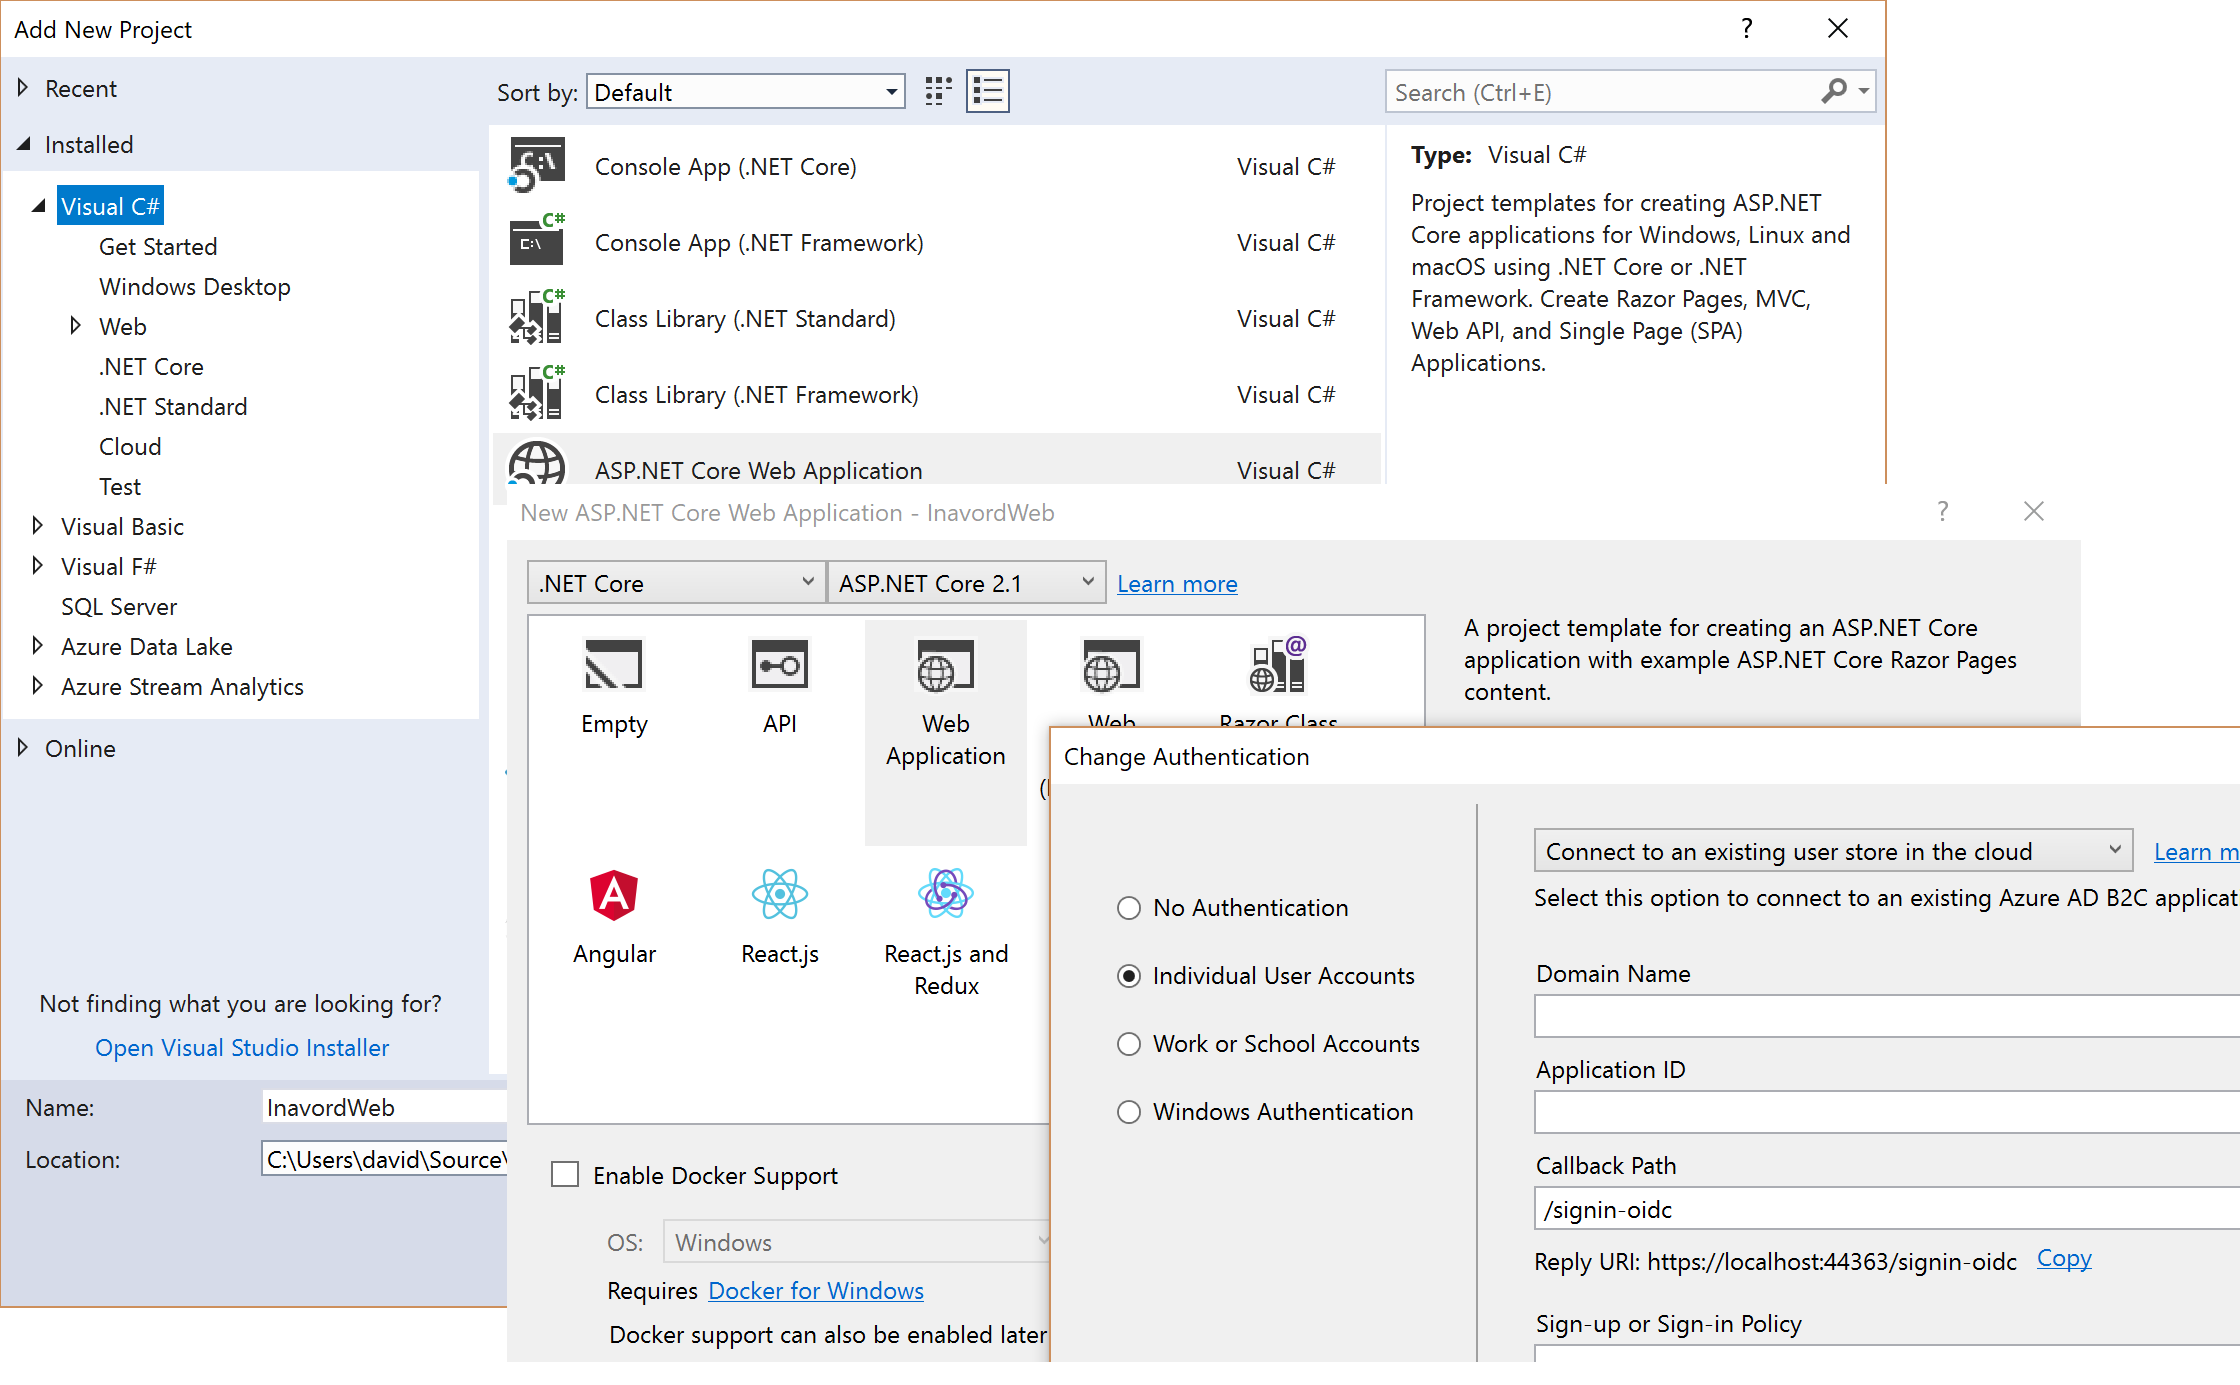 Add New Project
?
Recent
Installed
Visual C#
Get Started
Windows Desktop
Web
.NET Core
.NET Standard
Cloud
Test
Visual Basic
Visual F#
SQL Server
Azure Data Lake
Azure Stream Analytics
Online
Not finding what you are looking for?
Open Visual Studio Installer
Name: InavordWeb
Location: C:\Users\david\Source\
Sort by: Default
Search (Ctrl+E)
Console App (.NET Core) Visual C#
Console App (.NET Framework) Visual C#
Class Library (.NET Standard) Visual C#
Class Library (.NET Framework) Visual C#
ASP.NET Core Web Application Visual C#
Type: Visual C#
Project templates for creating ASP.NET
Core applications for Windows, Linux and
macOS using .NET Core or .NET
Framework. Create Razor Pages, MVC,
Web API, and Single Page (SPA)
Applications.
New ASP.NET Core Web Application - InavordWeb
?
.NET Core ASP.NET Core 2.1 Learn more
Empty
API
Web
Application
Web
Razor Class
Angular
React.js
React.js and
Redux
A project template for creating an ASP.NET Core
application with example ASP.NET Core Razor Pages
content.
Enable Docker Support
OS: Windows
Requires Docker for Windows
Docker support can also be enabled later
Change Authentication
No Authentication
Individual User Accounts
Work or School Accounts
Windows Authentication
Connect to an existing user store in the cloud Learn m
Select this option to connect to an existing Azure AD B2C applicat
Domain Name
Application ID
Callback Path
/signin-oidc
Reply URI: https://localhost:44363/signin-oidc Copy
Sign-up or Sign-in Policy